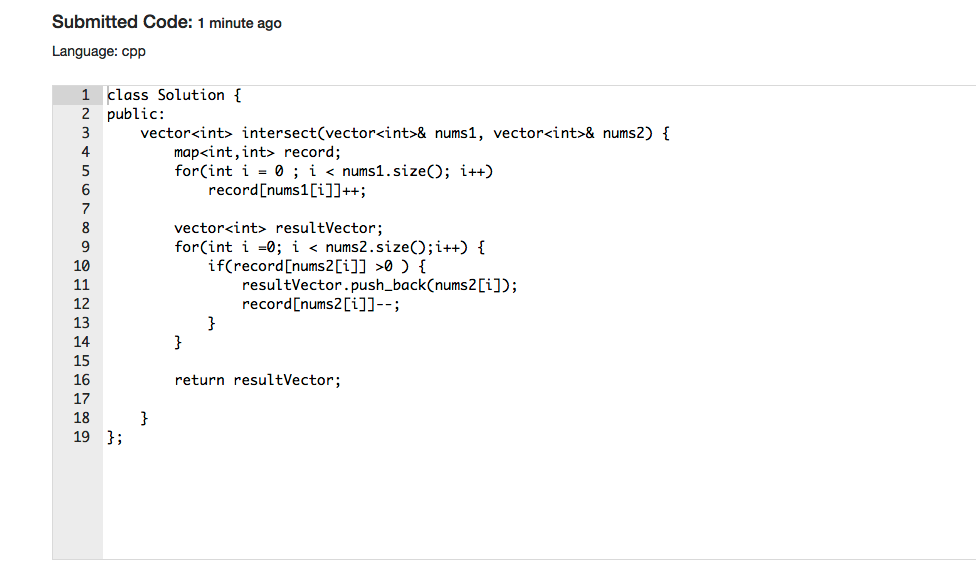 Submitted Code: 1 minute ago
Language: cpp
1 class Solution {
2 public:
3     vector<int> intersect(vector<int>& nums1, vector<int>& nums2) {
4         map<int,int> record;
5         for(int i = 0 ; i < nums1.size(); i++)
6             record[nums1[i]]++;
7
8         vector<int> resultVector;
9         for(int i =0; i < nums2.size();i++) {
10             if(record[nums2[i]] >0 ) {
11                 resultVector.push_back(nums2[i]);
12                 record[nums2[i]]--;
13             }
14         }
15
16         return resultVector;
17
18     }
19 };